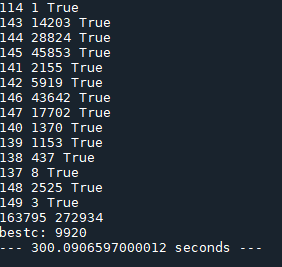 114 1 True
143 14203 True
144 28824 True
145 45853 True
141 2155 True
142 5919 True
146 43642 True
147 17702 True
140 1370 True
139 1153 True
138 437 True
137 8 True
148 2525 True
149 3 True
163795 272934
bestc: 9920
--- 300.0906597000012 seconds ---